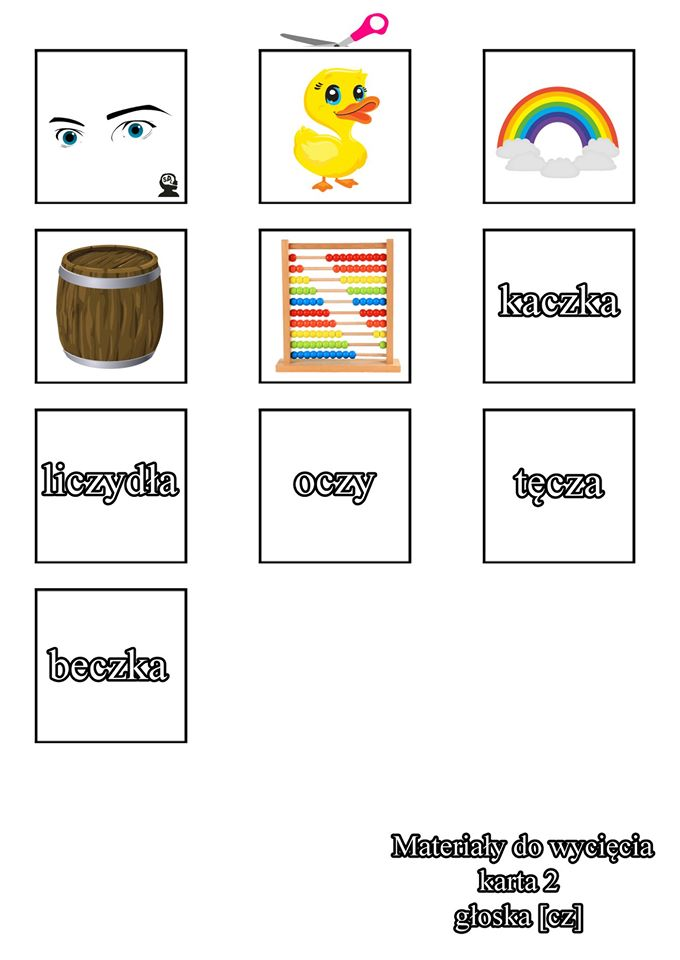 kaczka
liczydła
oczy
tęcza
beczka
Materiały do wycięcia
karta 2
głoska [cz]